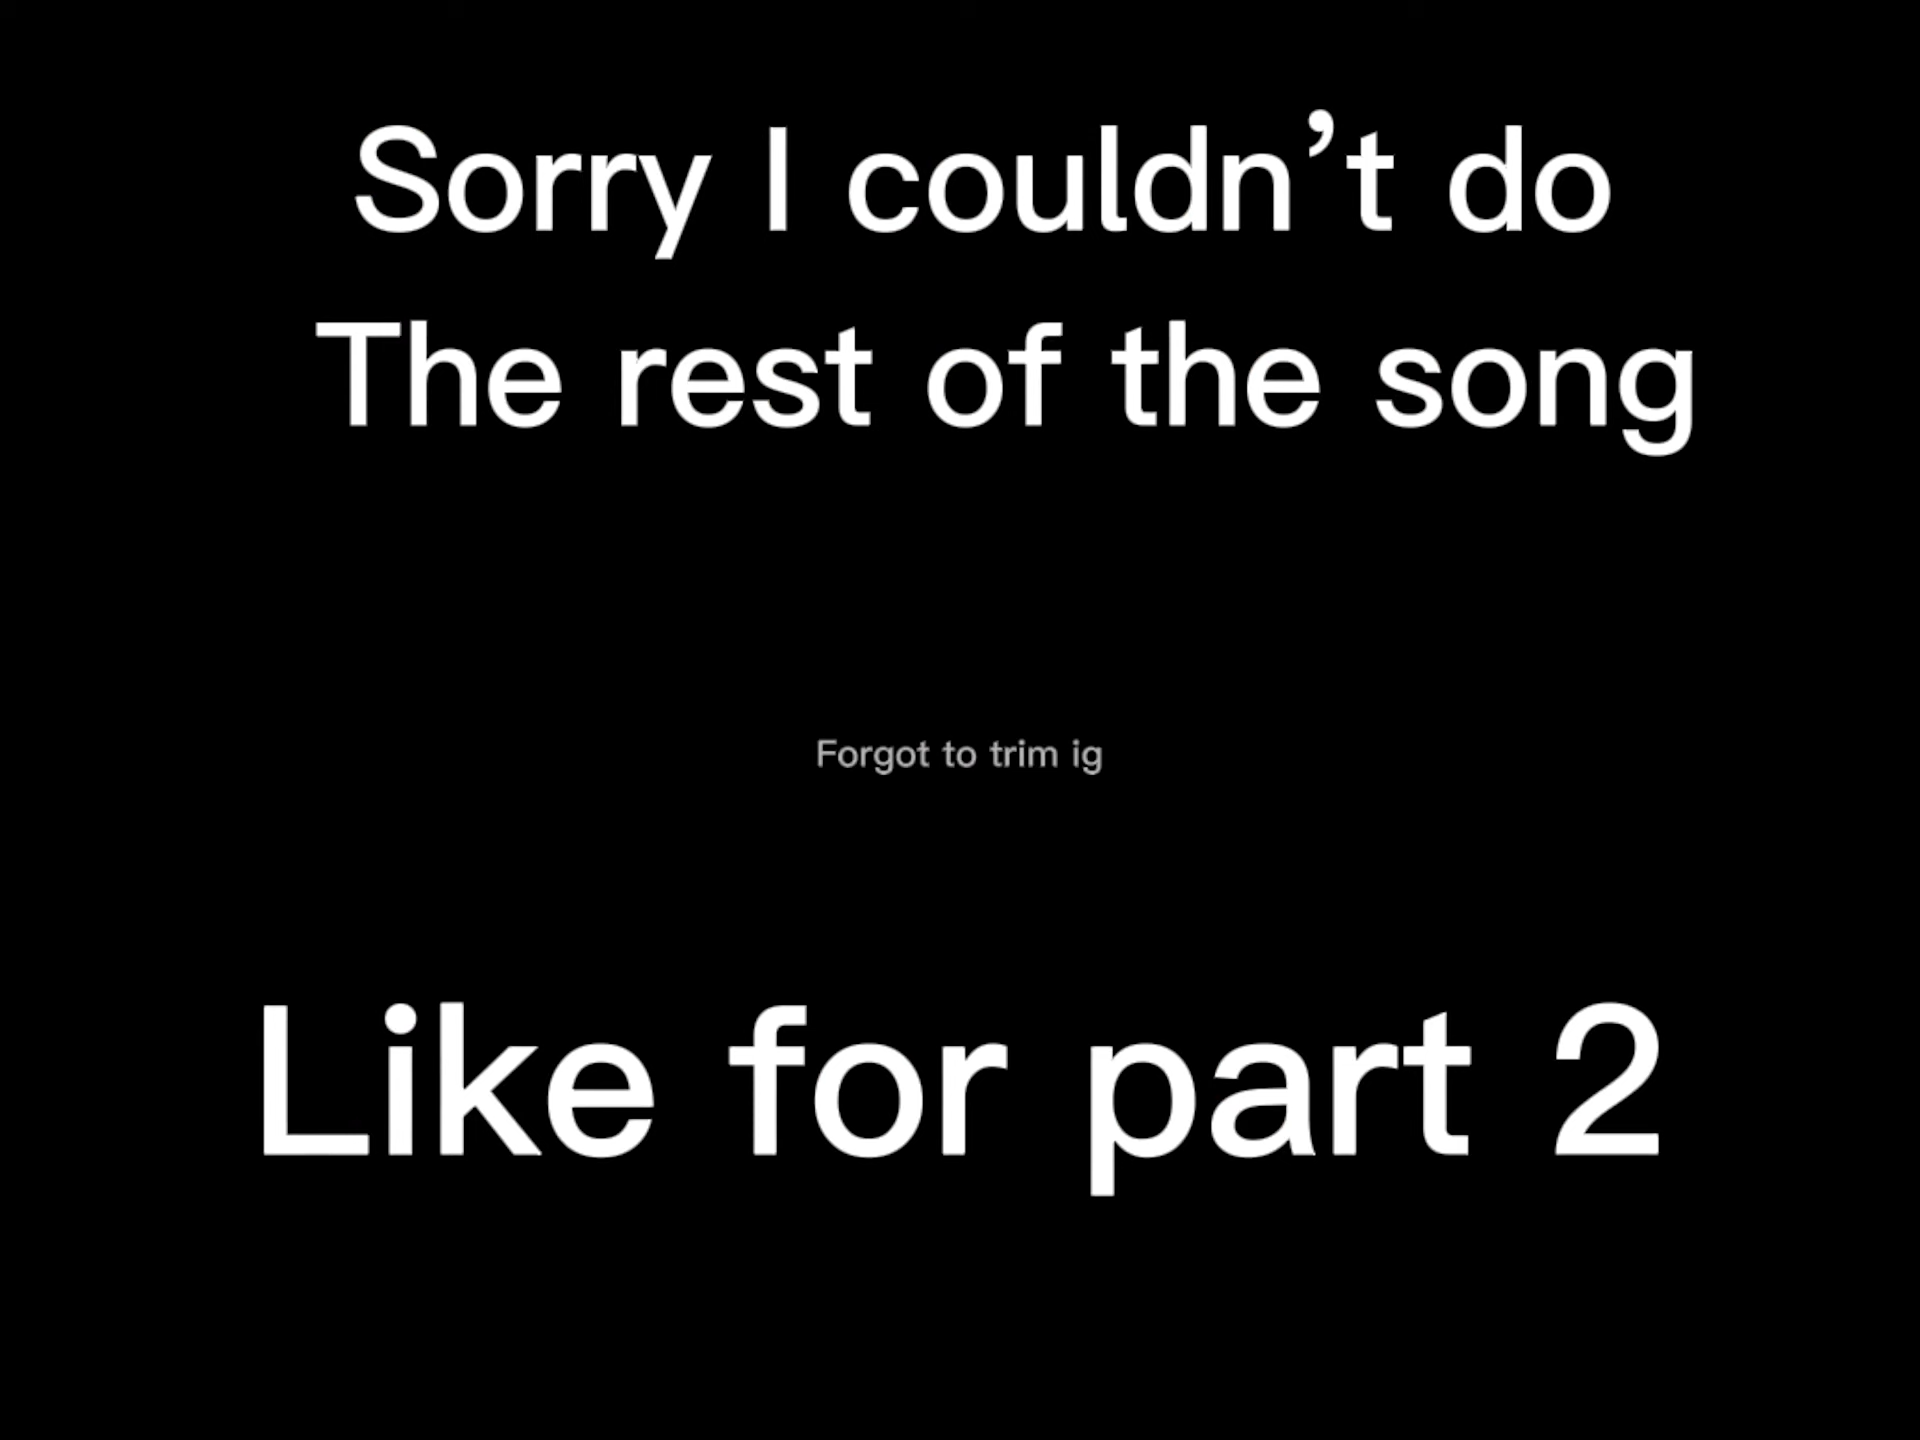 Sorry I couldn’t do
The rest of the song
Forgot to trim ig
Like for part 2